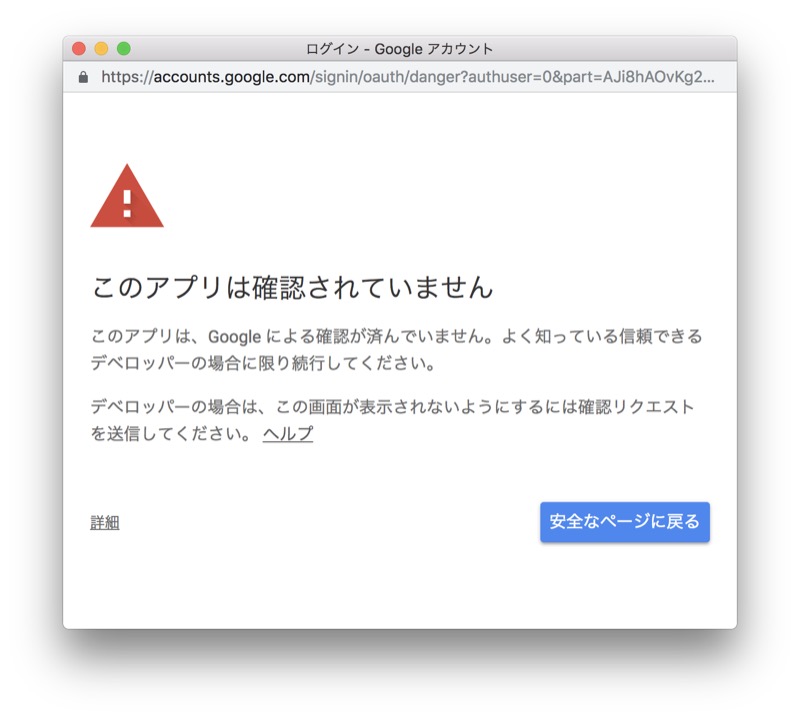 ログイン - Google アカウント
https://accounts.google.com/signin/oauth/danger?authuser=0&part=AJi8hAOvKg2...
このアプリは確認されていません
このアプリは、Google による確認が済んでいません。よく知っている信頼できる
デベロッパーの場合に限り続行してください。
デベロッパーの場合は、この画面が表示されないようにするには確認リクエスト
を送信してください。 ヘルプ
詳細
安全なページに戻る